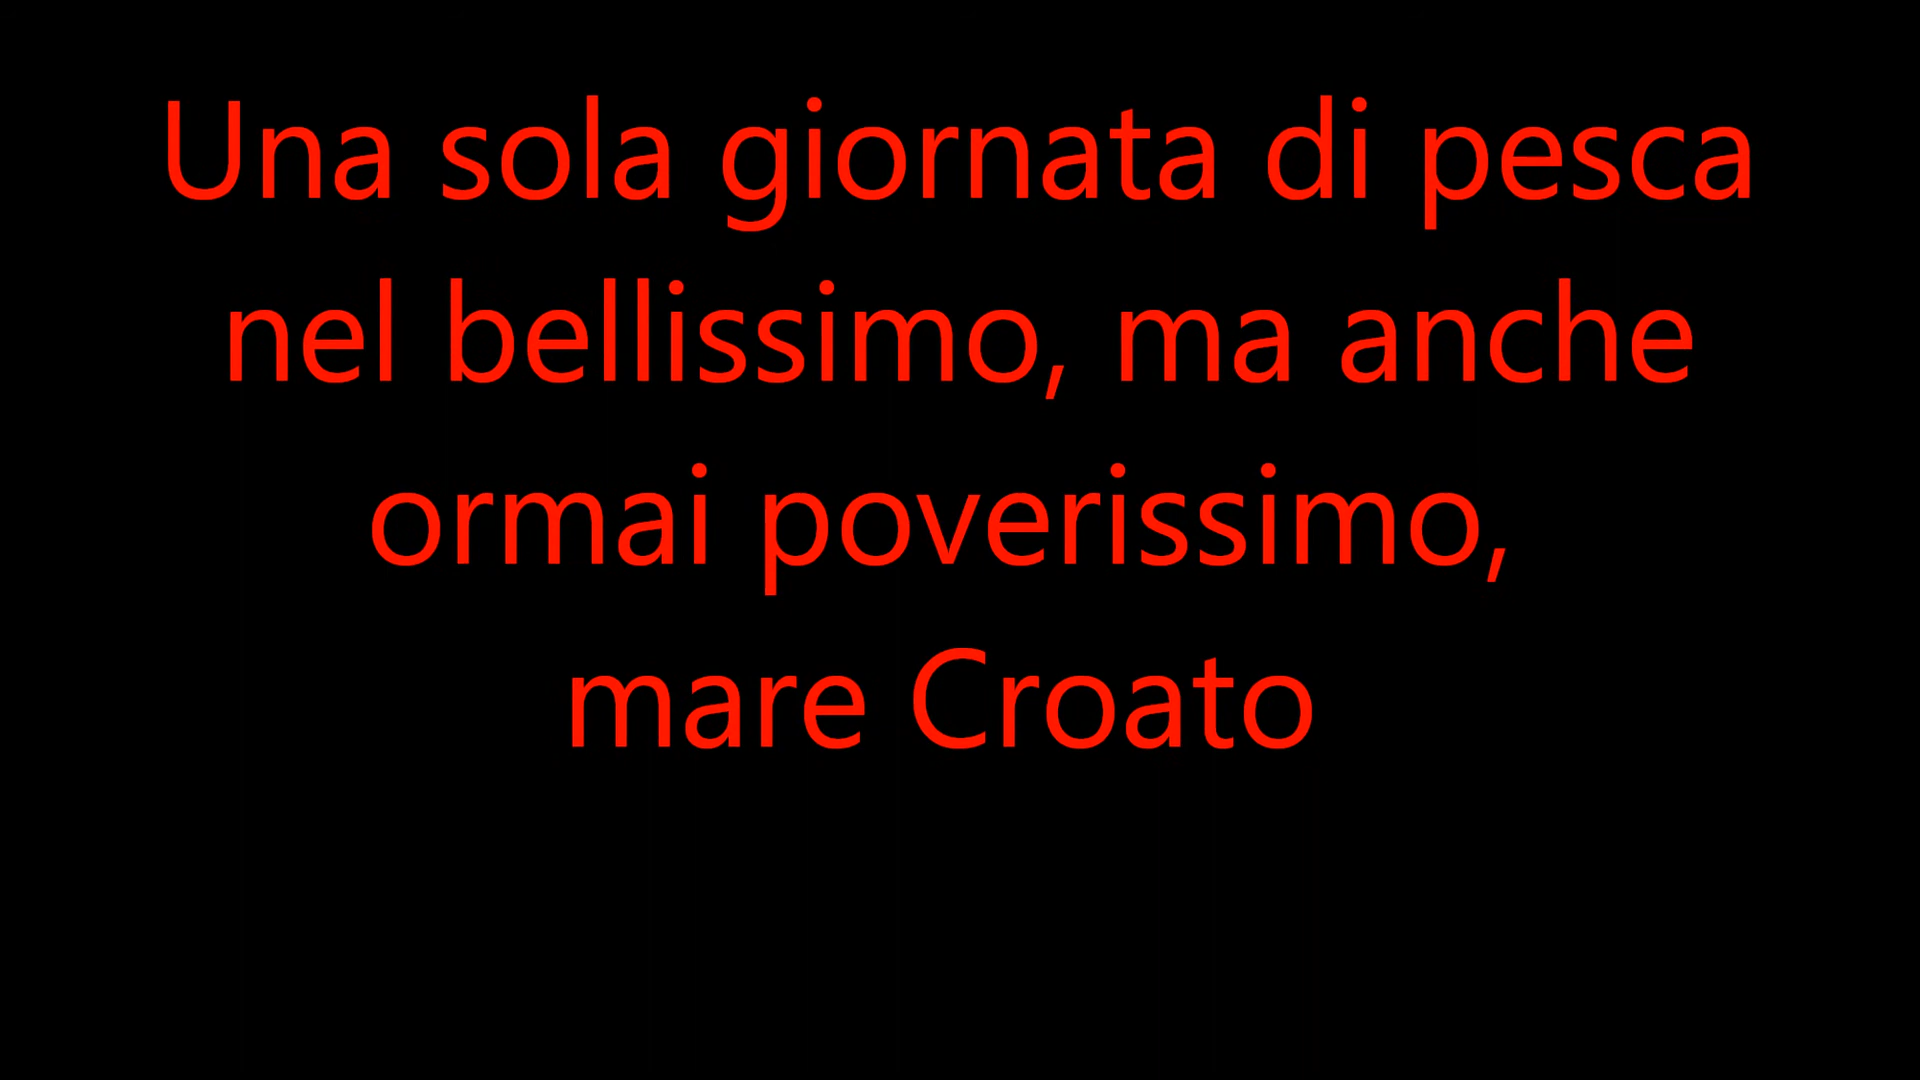 Una sola giornata di pesca
nel bellissimo, ma anche
ormai poverissimo,
mare Croato